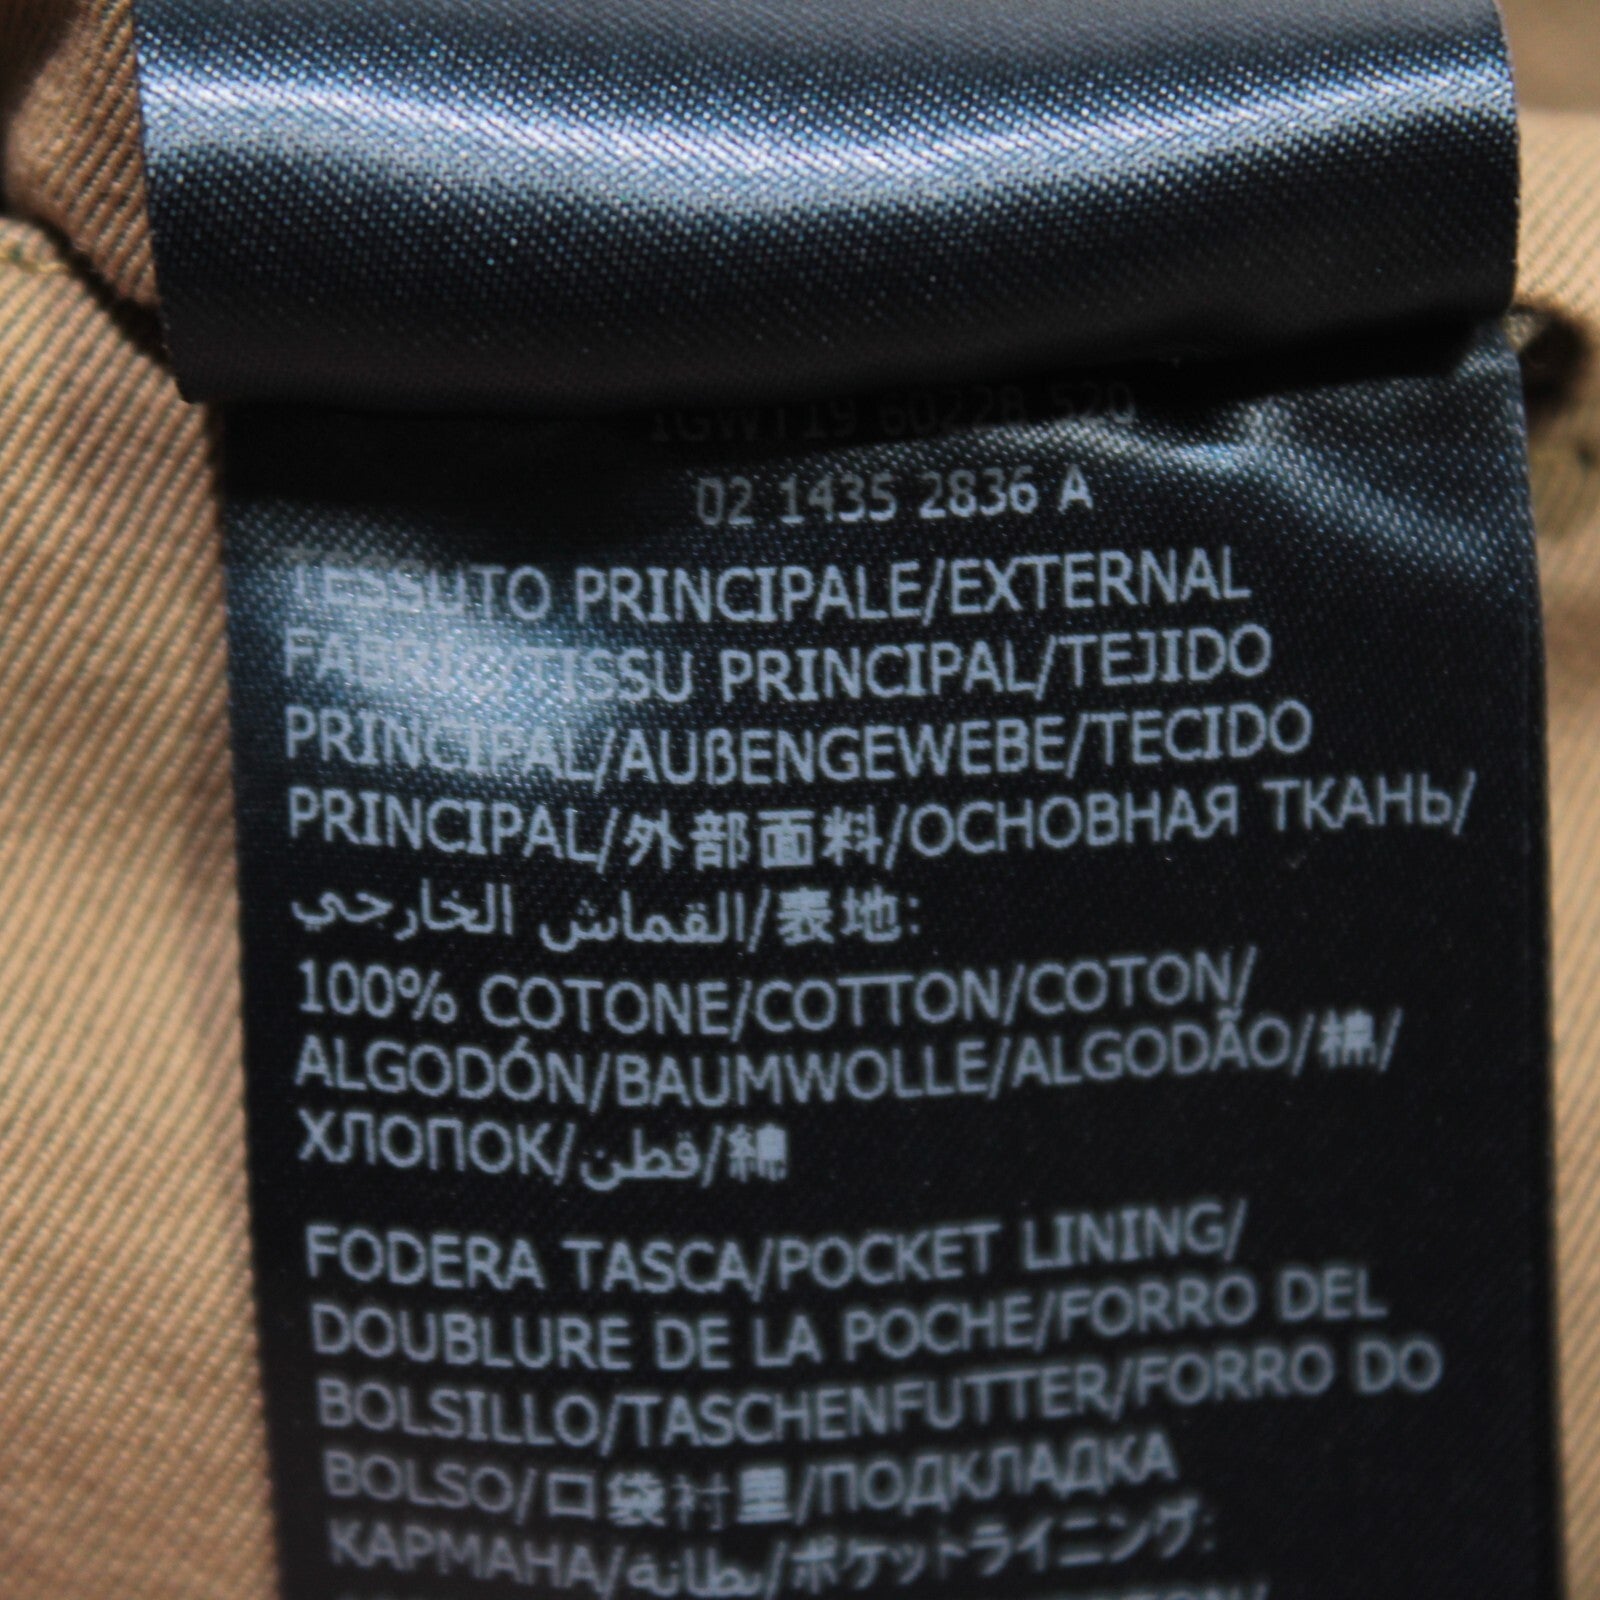 1GWT19 60228 520
02 1435 2836 A
TESSUTO PRINCIPALE/EXTERNAL
FABRIC/TISSU PRINCIPAL/TEJIDO
PRINCIPAL/AUßENGEWEBE/TECIDO
PRINCIPAL/外部面料/ОСНОВНАЯ ТКАНЬ/
القماش الخارجي/表地:
100% COTONE/COTTON/COTON/
ALGODÓN/BAUMWOLLE/ALGODÃO/棉/
ХЛОПОК/قطن/綿
FODERA TASCA/POCKET LINING/
DOUBLURE DE LA POCHE/FORRO DEL
BOLSILLO/TASCHENFUTTER/FORRO DO
BOLSO/口袋衬里/ПОДКЛАДКА
КАРМАНА/بطانة/ポケットライニング: